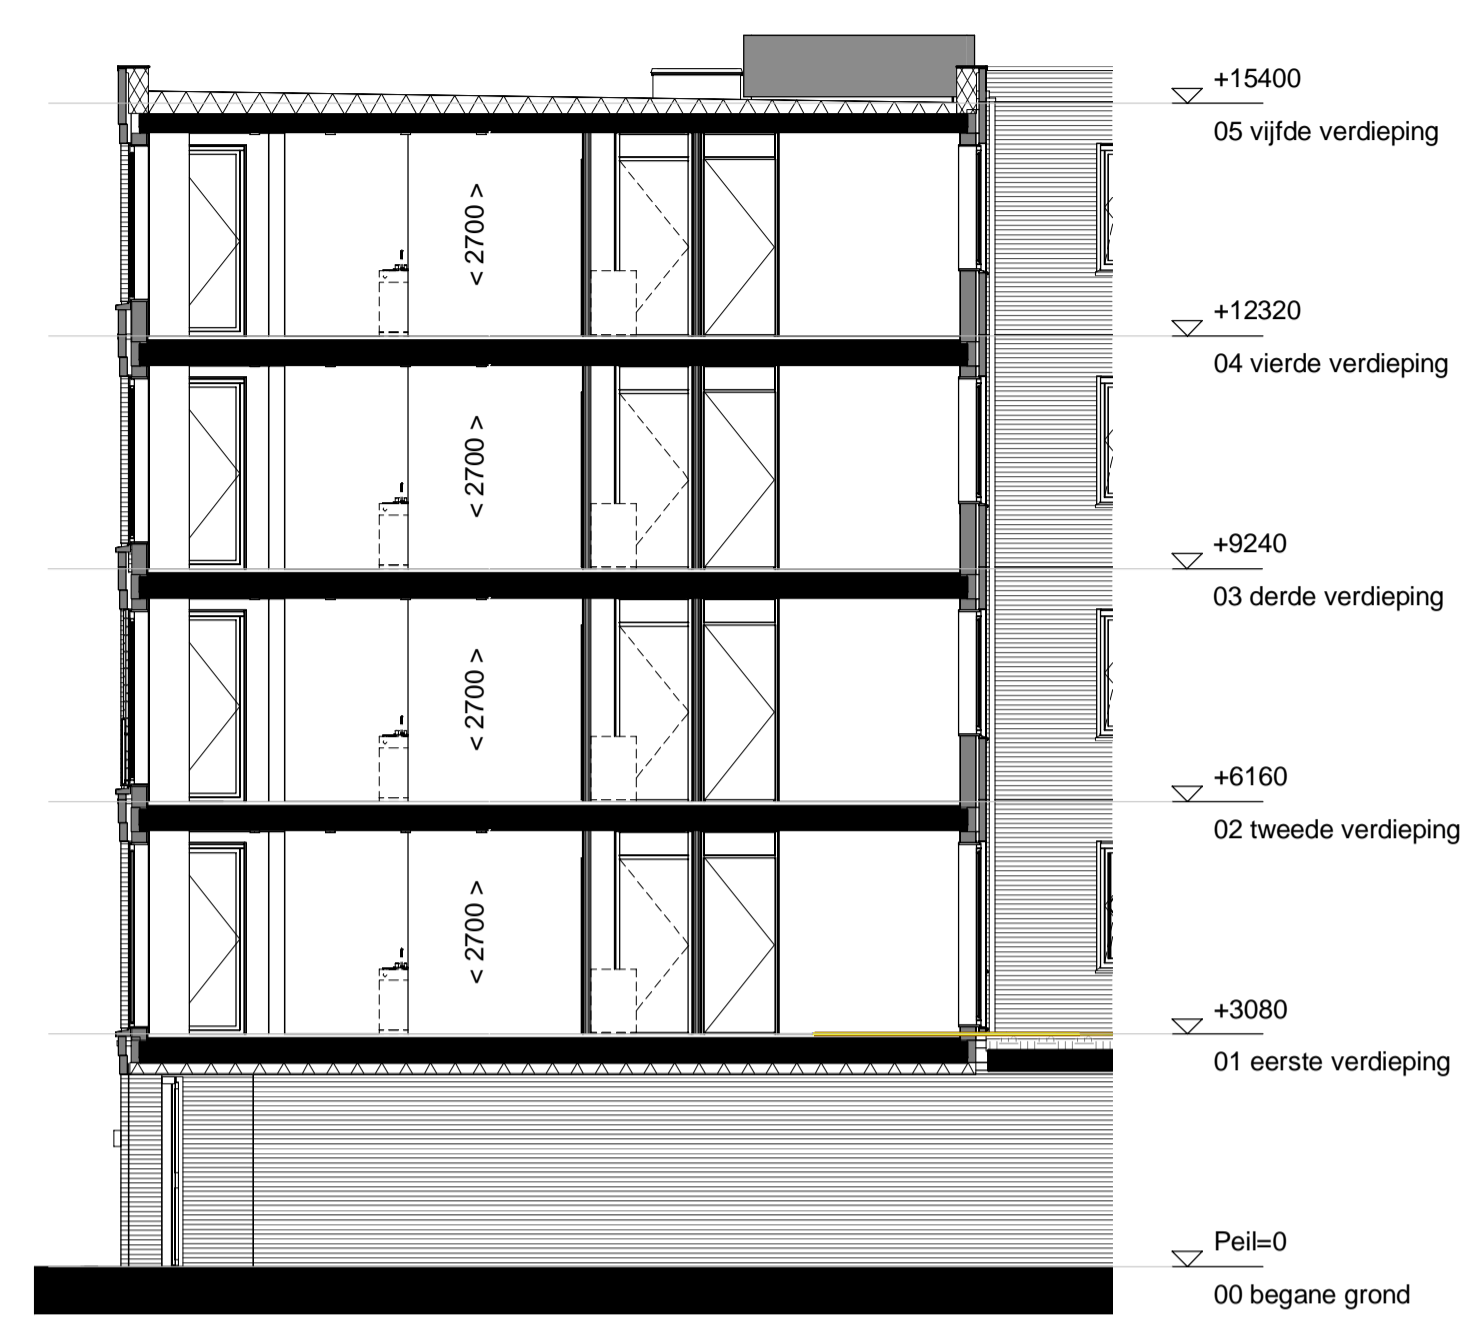 +15400
05 vijfde verdieping
< 2700 >
+12320
04 vierde verdieping
< 2700 >
+9240
03 derde verdieping
< 2700 >
+6160
02 tweede verdieping
< 2700 >
+3080
01 eerste verdieping
Peil=0
00 begane grond